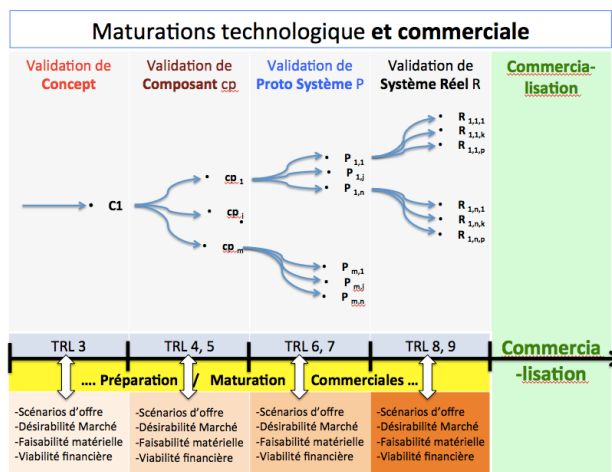 Maturations technologique et commerciale
Validation de
Concept
Validation de
Composant cp
Validation de
Proto Système P
Validation de
Système Réel R
Commercia-
lisation
• C1
• cp,1
• cp,i
• cp,m
• P 1,1
• P 1,j
• P 1,n
• P m,1
• P m,j
• P m,n
• R 1,1,1
• R 1,1,k
• R 1,1,p
• R 1,n,1
• R 1,n,k
• R 1,n,p
TRL 3
TRL 4, 5
TRL 6, 7
TRL 8, 9
Commercia
-lisation
.... Préparation / Maturation Commerciales ...
-Scénarios d'offre
-Désirabilité Marché
-Faisabilité matérielle
-Viabilité financière
-Scénarios d'offre
-Désirabilité Marché
-Faisabilité matérielle
-Viabilité financière
-Scénarios d'offre
-Désirabilité Marché
-Faisabilité matérielle
-Viabilité financière
-Scénarios d'offre
-Désirabilité Marché
-Faisabilité matérielle
-Viabilité financière